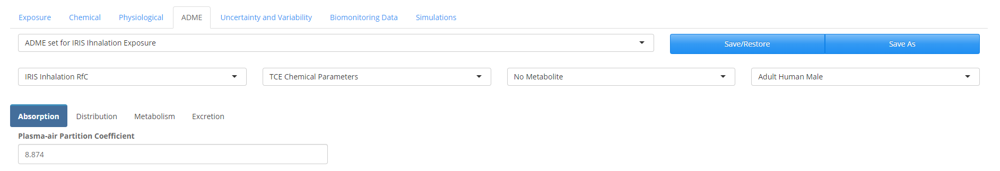 Exposure Chemical Physiological ADME Uncertainty and Variability Biomonitoring Data Simulations
ADME set for IRIS Ihnalation Exposure Save/Restore Save As
IRIS Inhalation RfC TCE Chemical Parameters No Metabolite Adult Human Male
Absorption Distribution Metabolism Excretion
Plasma-air Partition Coefficient
8.874